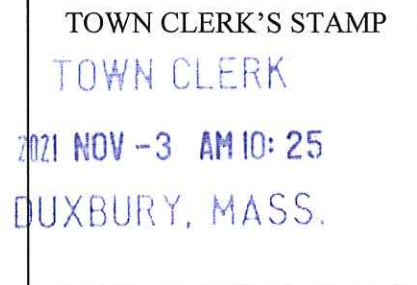 TOWN CLERK'S STAMP
TOWN CLERK
2021 NOV -3 AM 10: 25
DUXBURY, MASS.